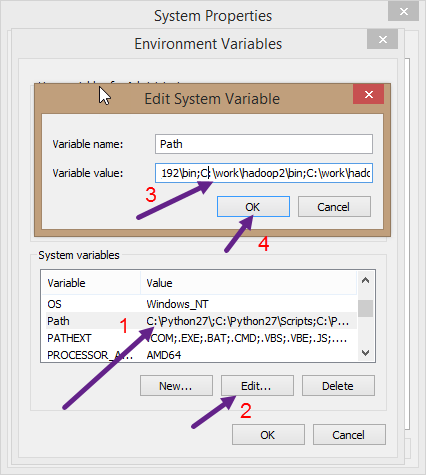 System Properties
Environment Variables
Edit System Variable
Variable name: Path
Variable value: 192\bin;C:\work\hadoop2\bin;C:\work\hadc
3
OK Cancel
4
System variables
Variable Value
OS Windows_NT
Path C:\Python27\;C:\Python27\Scripts;C:\P...
1
PATHEXT .COM;.EXE;.BAT;.CMD;.VBS;.VBE;.JS;....
PROCESSOR_A... AMD64
New... Edit... Delete
2
OK Cancel